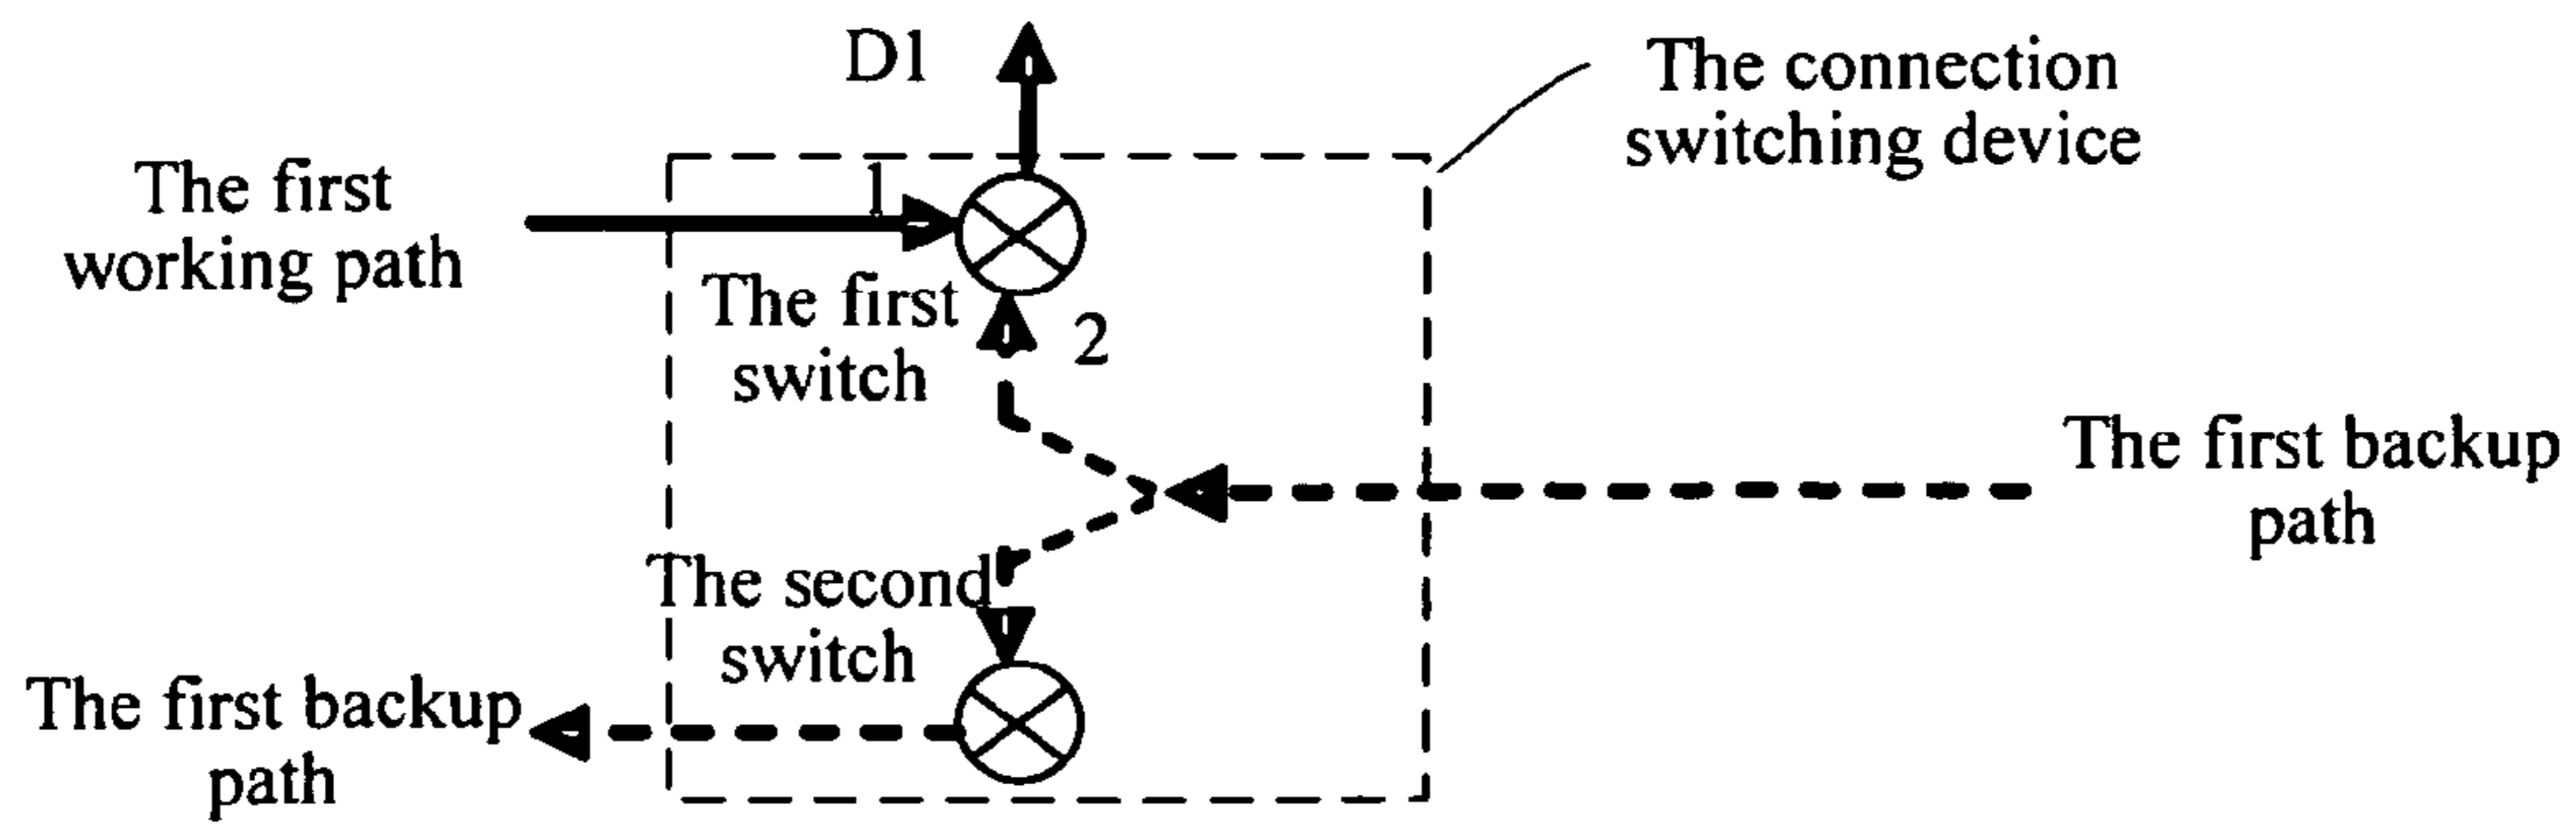 D1
The connection
switching device
The first
working path
1
The first
switch
2
The first backup
path
The second
switch
The first backup
path